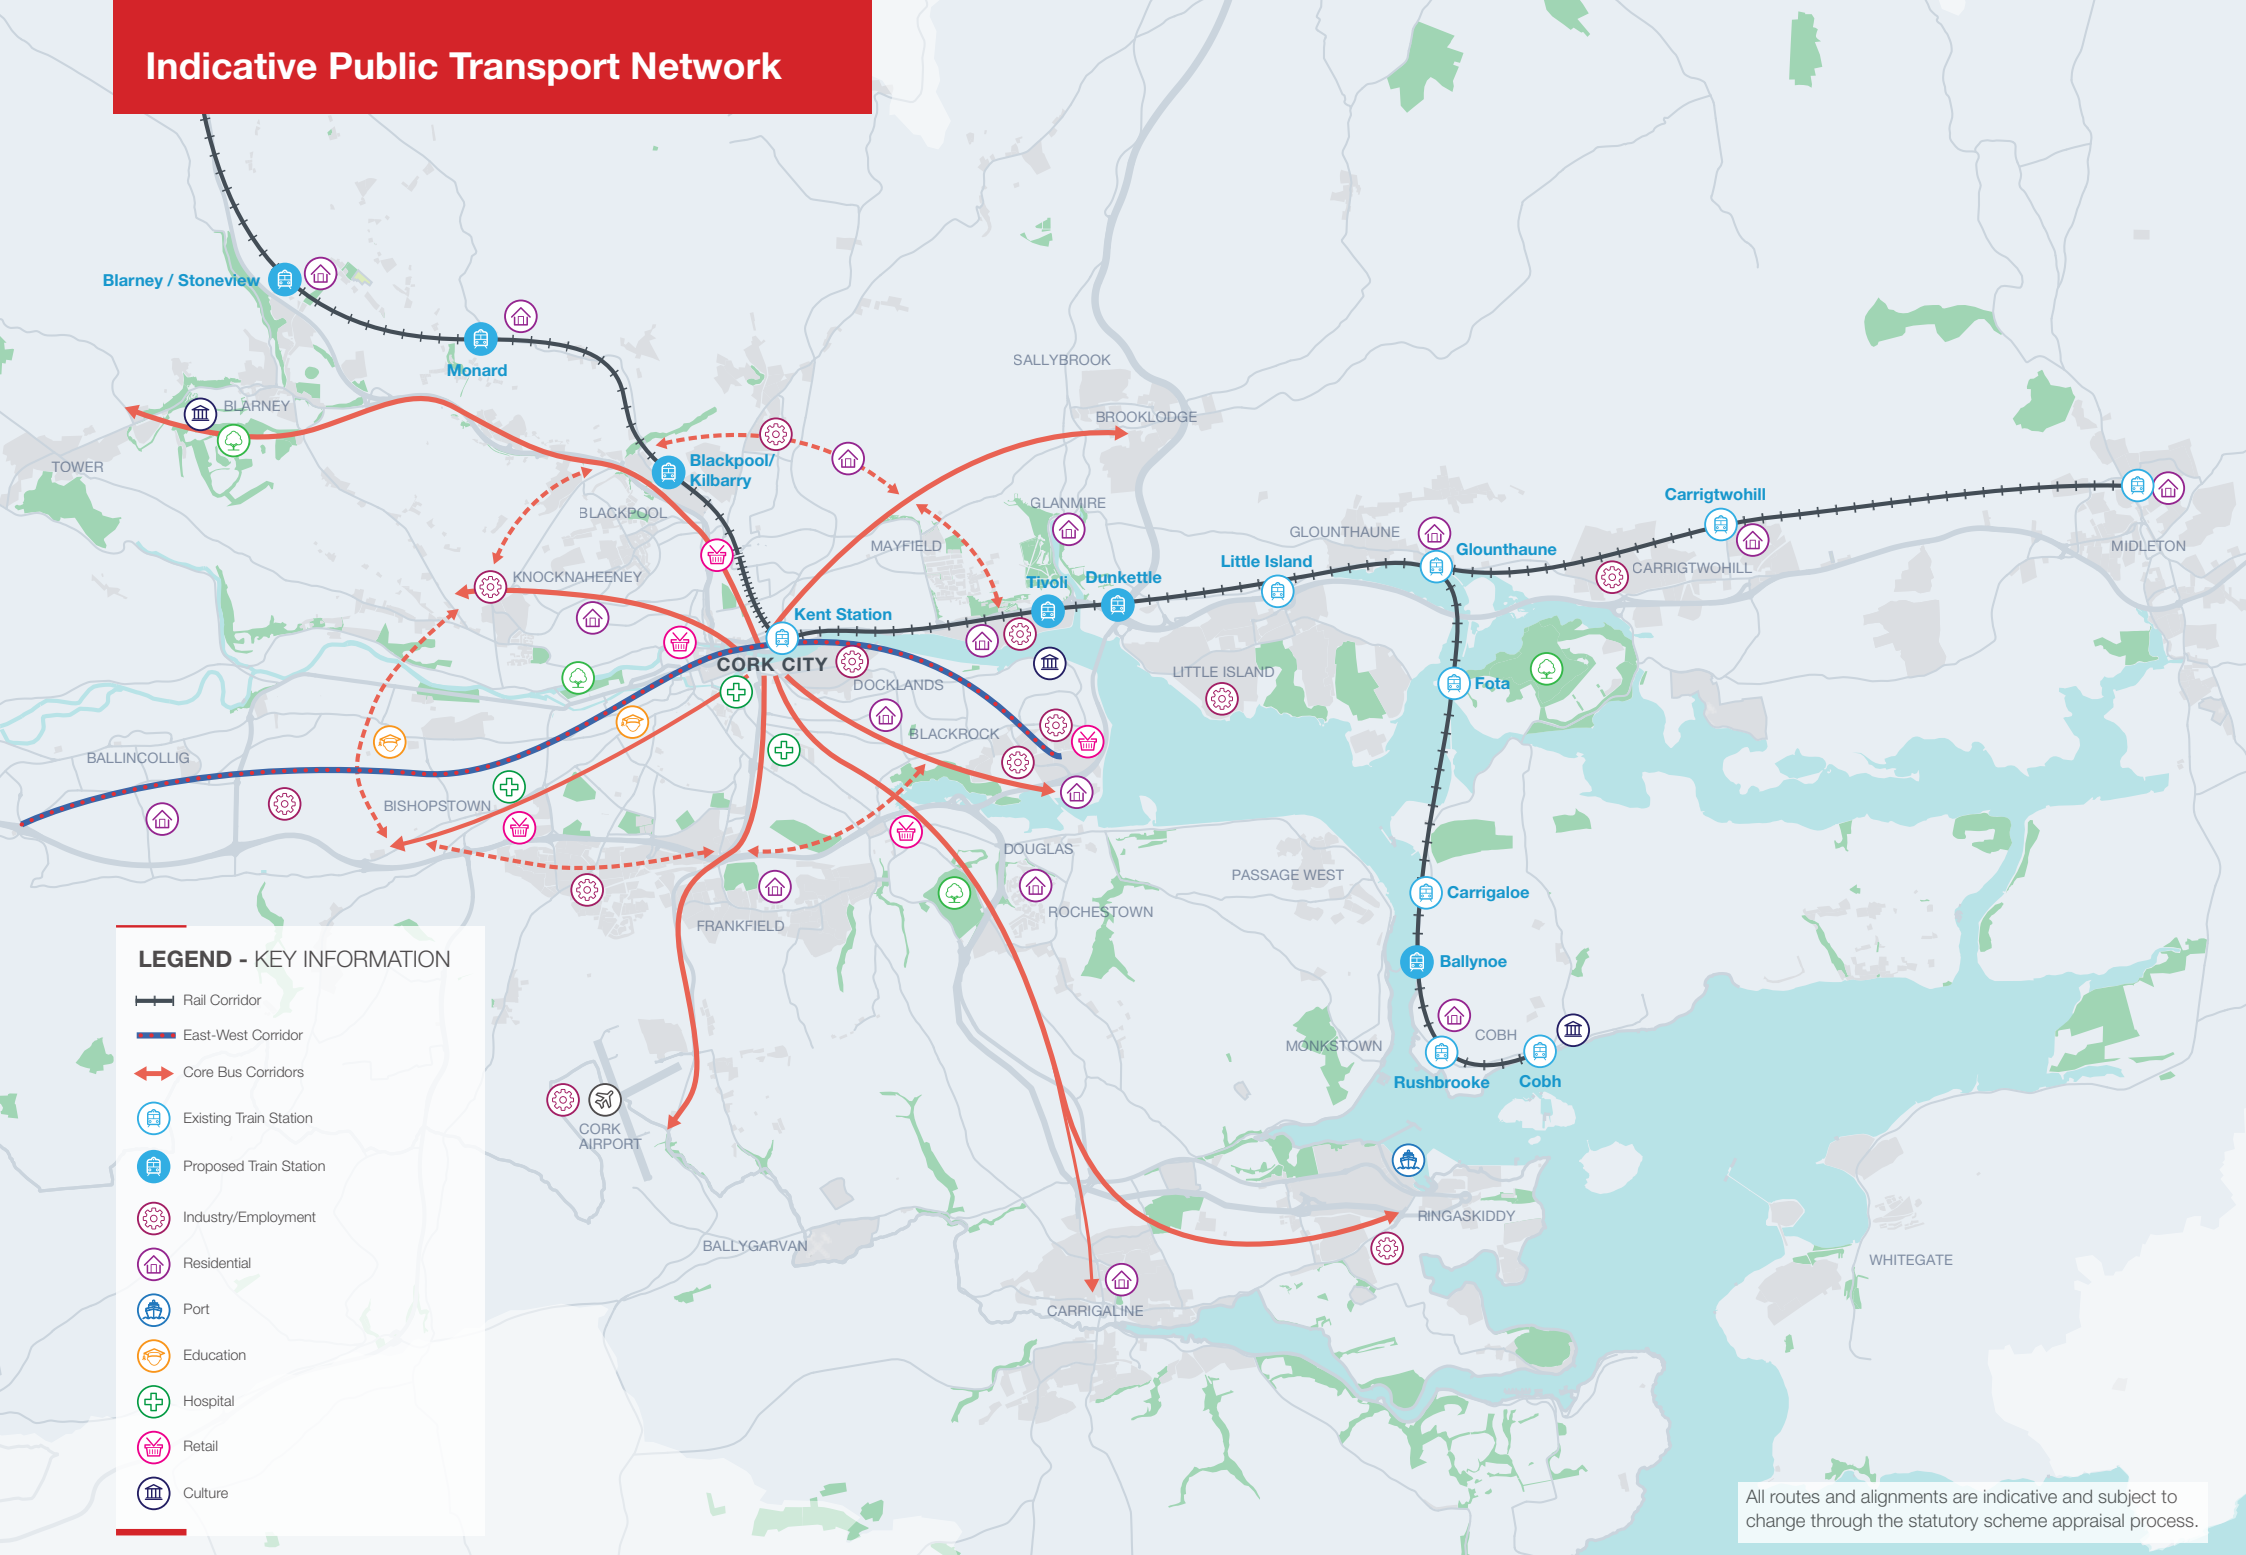 Indicative Public Transport Network
Blarney / Stoneview
Monard
SALLYBROOK
BLARNEY
BROOKLODGE
TOWER
Blackpool/
Kilbarry
BLACKPOOL
GLANMIRE
Carrigtwohill
GLOUNTHAUNE
MAYFIELD
Glounthaune
MIDLETON
Little Island
CARRIGTWOHILL
KNOCKNAHEENEY
Tivoli
Dunkettle
Kent Station
CORK CITY
LITTLE ISLAND
DOCKLANDS
Fota
BLACKROCK
BALLINCOLLIG
BISHOPSTOWN
DOUGLAS
PASSAGE WEST
Carrigaloe
ROCHESTOWN
FRANKFIELD
Ballynoe
COBH
MONKSTOWN
Rushbrooke
Cobh
CORK
AIRPORT
RINGASKIDDY
BALLYGARVAN
WHITEGATE
CARRIGALINE
LEGEND - KEY INFORMATION
Rail Corridor
East-West Corridor
Core Bus Corridors
Existing Train Station
Proposed Train Station
Industry/Employment
Residential
Port
Education
Hospital
Retail
Culture
All routes and alignments are indicative and subject to
change through the statutory scheme appraisal process.